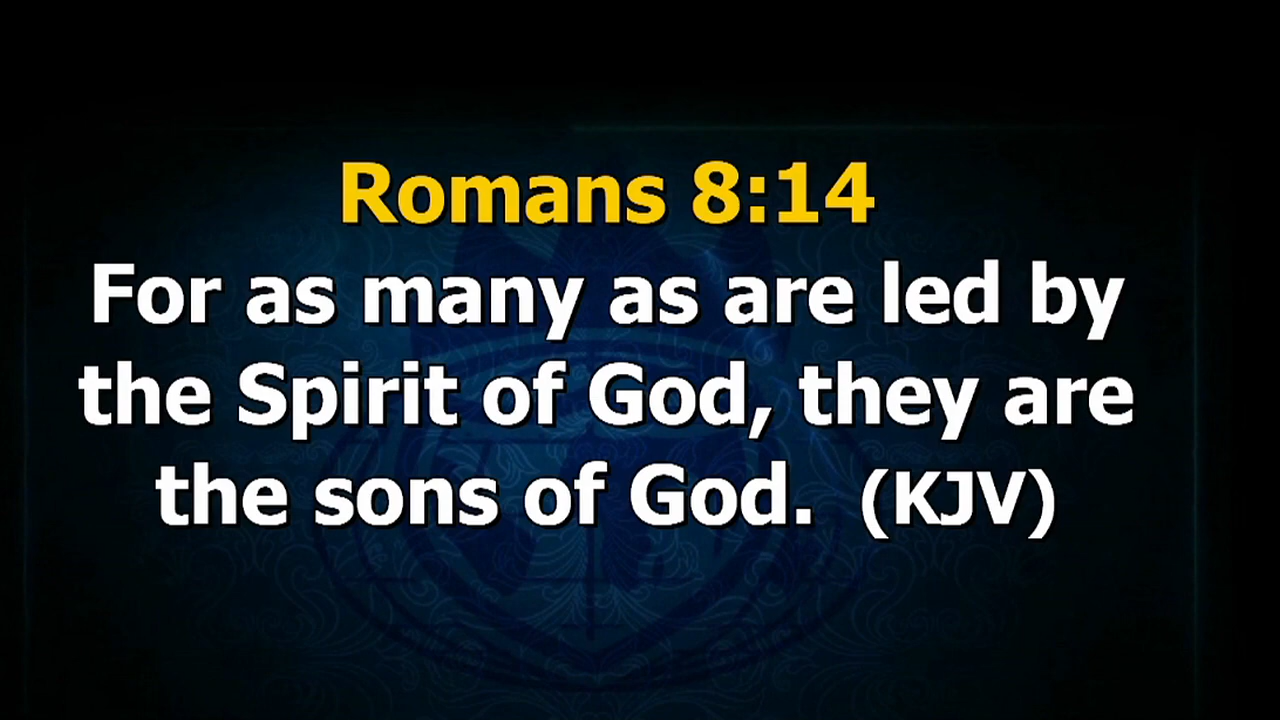 Romans 8:14
For as many as are led by
the Spirit of God, they are
the sons of God. (KJV)